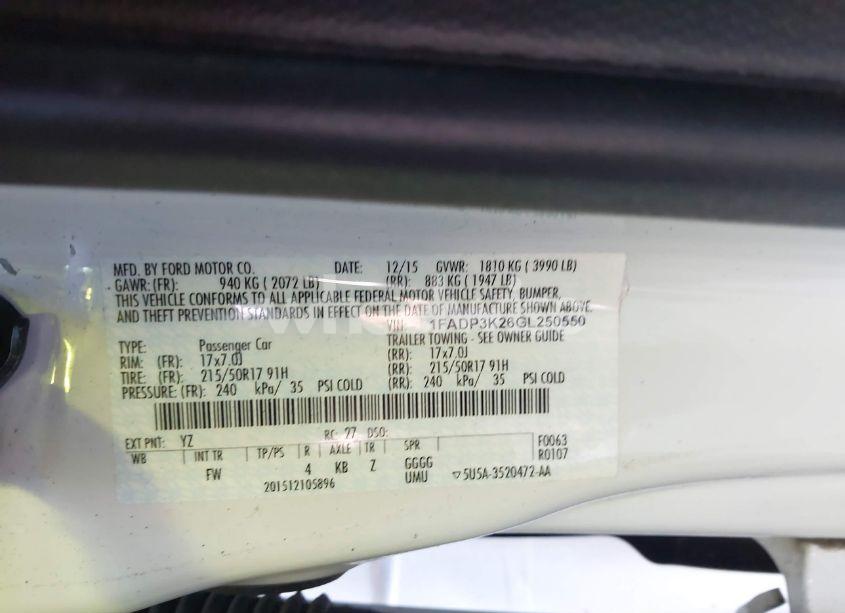 MFD. BY FORD MOTOR CO. DATE: 12/15 GVWR: 1810 KG ( 3990 LB)
GAWR: (FR): 940 KG ( 2072 LB) (RR): 883 KG ( 1947 LB)
THIS VEHICLE CONFORMS TO ALL APPLICABLE FEDERAL MOTOR VEHICLE SAFETY, BUMPER,
AND THEFT PREVENTION STANDARDS IN EFFECT ON THE DATE OF MANUFACTURE SHOWN ABOVE.
VIN: 1FADP3K26GL250550
TYPE: Passenger Car TRAILER TOWING - SEE OWNER GUIDE
RIM: (FR): 17x7.0J (RR): 17x7.0J
TIRE: (FR): 215/50R17 91H (RR): 215/50R17 91H
PRESSURE: (FR): 240 kPa/ 35 PSI COLD (RR): 240 kPa/ 35 PSI COLD
EXT PNT: YZ RC: 27 DSO: F0063
WB INT TR TP/PS R AXLE TR SPR R0107
FW 4 KB Z GGGG
201512105896 UMU ▽5U5A-3520472-AA